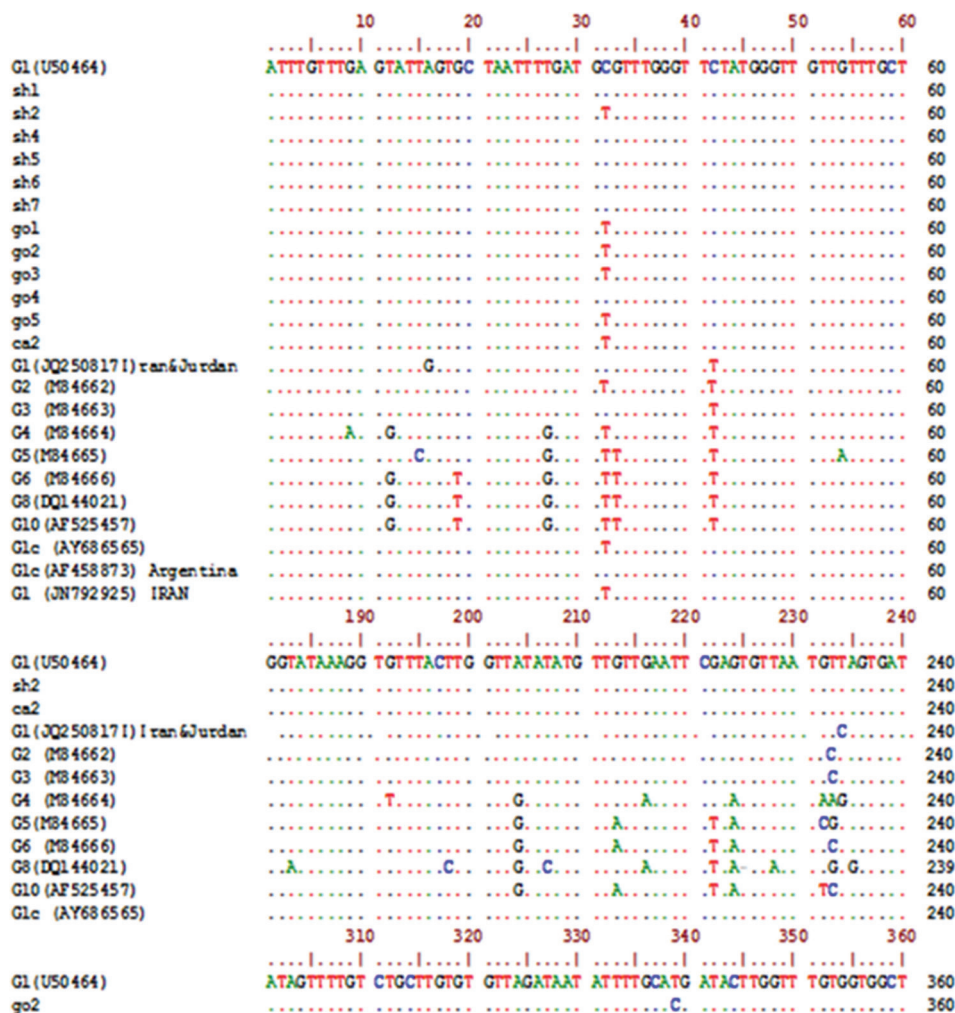 10 20 30 40 50 60
....|....| ....|....| ....|....| ....|....| ....|....| ....|....|
G1(U50464) ATTTGTTTGA GTATTAGTGC TAATTTTGAT GCGTTTGGGT TCTATGGGTT GTTGTTTGCT 60
sh1 .......... .......... .......... .......... .......... .......... 60
sh2 .......... .......... .......... .T........ .......... .......... 60
sh4 .......... .......... .......... .......... .......... .......... 60
sh5 .......... .......... .......... .......... .......... .......... 60
sh6 .......... .......... .......... .......... .......... .......... 60
sh7 .......... .......... .......... .......... .......... .......... 60
go1 .......... .......... .......... .T........ .......... .......... 60
go2 .......... .......... .......... .T........ .......... .......... 60
go3 .......... .......... .......... .T........ .......... .......... 60
go4 .......... .......... .......... .......... .......... .......... 60
go5 .......... .......... .......... .T........ .......... .......... 60
ca2 .......... .......... .......... .T........ .......... .......... 60
G1(JQ250817I)ran&Jurdan .......... .....G.... .......... .......... .T........ .......... 60
G2 (M84662) .......... .......... .......... .T........ .T........ .......... 60
G3 (M84663) .......... .......... .......... .......... .T........ .......... 60
G4 (M84664) ........A. .G........ ......G... .T........ .T........ .......... 60
G5(M84665) .......... ....C..... ......G... .TT....... .T........ ...A...... 60
G6 (M84666) .......... .G......T. ......G... .TT....... .T........ .......... 60
G8(DQ144021) .......... .G......T. ......G... .TT....... .T........ .......... 60
G10(AF525457) .......... .G......T. ......G... .TT....... .T........ .......... 60
G1c (AY686565) .......... .......... .......... .T........ .......... .......... 60
G1c(AF458873) Argentina .......... .......... .......... .......... .......... .......... 60
G1 (JN792925) IRAN .......... .......... .......... .T........ .......... .......... 60
190 200 210 220 230 240
....|....| ....|....| ....|....| ....|....| ....|....| ....|....|
G1(U50464) GGTATAAAGG TGTTTACTTG GTTATATATG TTGTTGAATT CGAGTGTTAA TGTTAGTGAT 240
sh2 .......... .......... .......... .......... .......... .......... 240
ca2 .......... .......... .......... .......... .......... .......... 240
G1(JQ250817I)Iran&Jurdan .......... .......... .......... .......... .......... ..C....... 240
G2 (M84662) .......... .......... .......... .......... .......... ..C....... 240
G3 (M84663) .......... .......... .......... .......... .......... ..C....... 240
G4 (M84664) .......... .T........ ...G...... .....A.... ...A...... .AAG...... 240
G5(M84665) .......... .......... ...G...... ..A....... .T.A...... .CG....... 240
G6 (M84666) .......... .......... ...G...... ..A....... .T.A...... ..C....... 240
G8(DQ144021) ..A....... .......C.. ...G..C... .....A.... .T.A-..A.. ..G.G..... 239
G10(AF525457) .......... .......... ...G...... ..A....... .T.A...... .TC....... 240
G1c (AY686565) .......... .......... .......... .......... .......... .......... 240
310 320 330 340 350 360
....|....| ....|....| ....|....| ....|....| ....|....| ....|....|
G1(U50464) ATAGTTTTGT CTGCTTGTGT GTTAGATAAT ATTTTGCATG ATACTTGGTT TGTGGTGGCT 360
go2 .......... .......... .......... ........C. .......... .......... 360